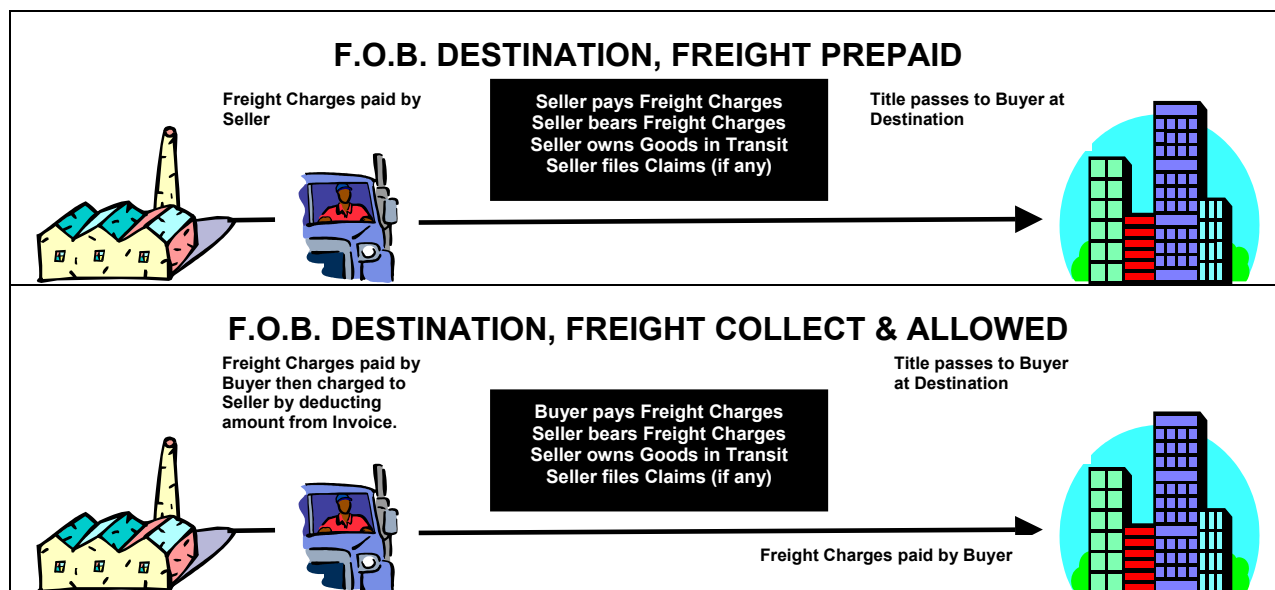 F.O.B. DESTINATION, FREIGHT PREPAID
Freight Charges paid by
Seller
Seller pays Freight Charges
Seller bears Freight Charges
Seller owns Goods in Transit
Seller files Claims (if any)
Title passes to Buyer at
Destination
F.O.B. DESTINATION, FREIGHT COLLECT & ALLOWED
Freight Charges paid by
Buyer then charged to
Seller by deducting
amount from Invoice.
Buyer pays Freight Charges
Seller bears Freight Charges
Seller owns Goods in Transit
Seller files Claims (if any)
Title passes to Buyer
at Destination
Freight Charges paid by Buyer